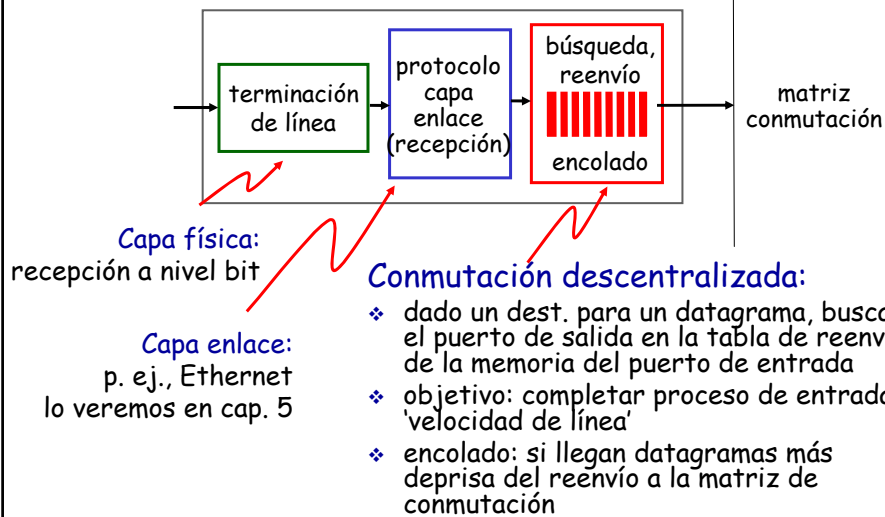 terminación
de línea
protocolo
capa
enlace
(recepción)
búsqueda,
reenvío
encolado
matriz
conmutación
Capa física:
recepción a nivel bit
Capa enlace:
p. ej., Ethernet
lo veremos en cap. 5
Conmutación descentralizada:
dado un dest. para un datagrama, busca
el puerto de salida en la tabla de reenv
de la memoria del puerto de entrada
objetivo: completar proceso de entrada
‘velocidad de línea’
encolado: si llegan datagramas más
deprisa del reenvío a la matriz de
conmutación